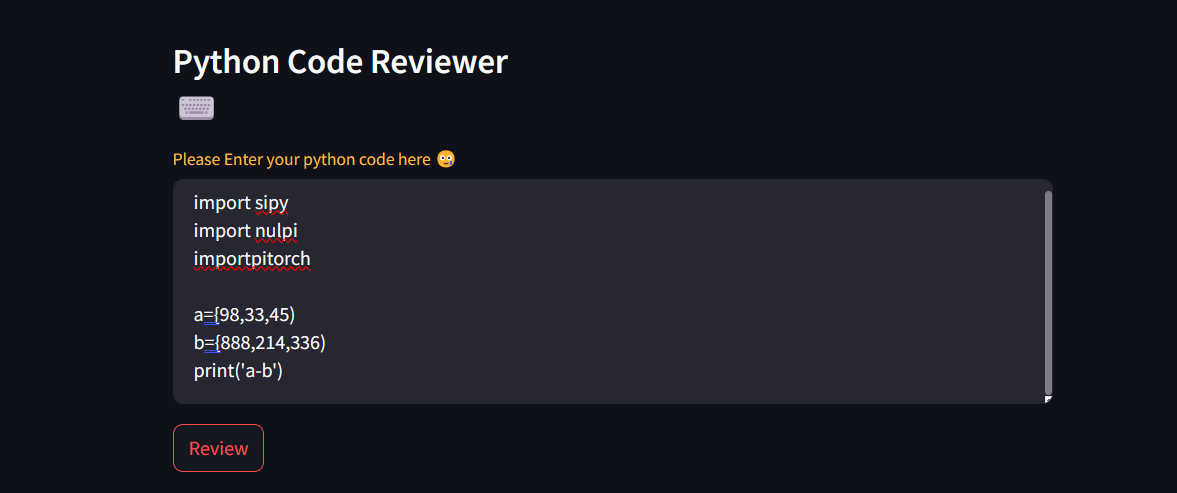 Python Code Reviewer
Please Enter your python code here
import sipy
import nulpi
importpitorch
a={98,33,45)
b={888,214,336)
print('a-b')
Review